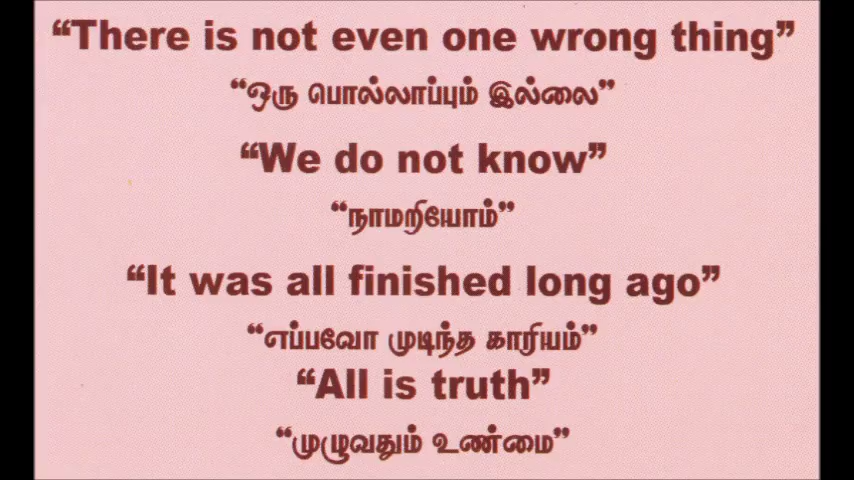 “There is not even one wrong thing”
“ஒரு பொல்லாப்பும் இல்லை”
“We do not know”
“நாமறியோம்”
“It was all finished long ago”
“எப்பவோ முடிந்த காரியம்”
“All is truth”
“முழுவதும் உண்மை”